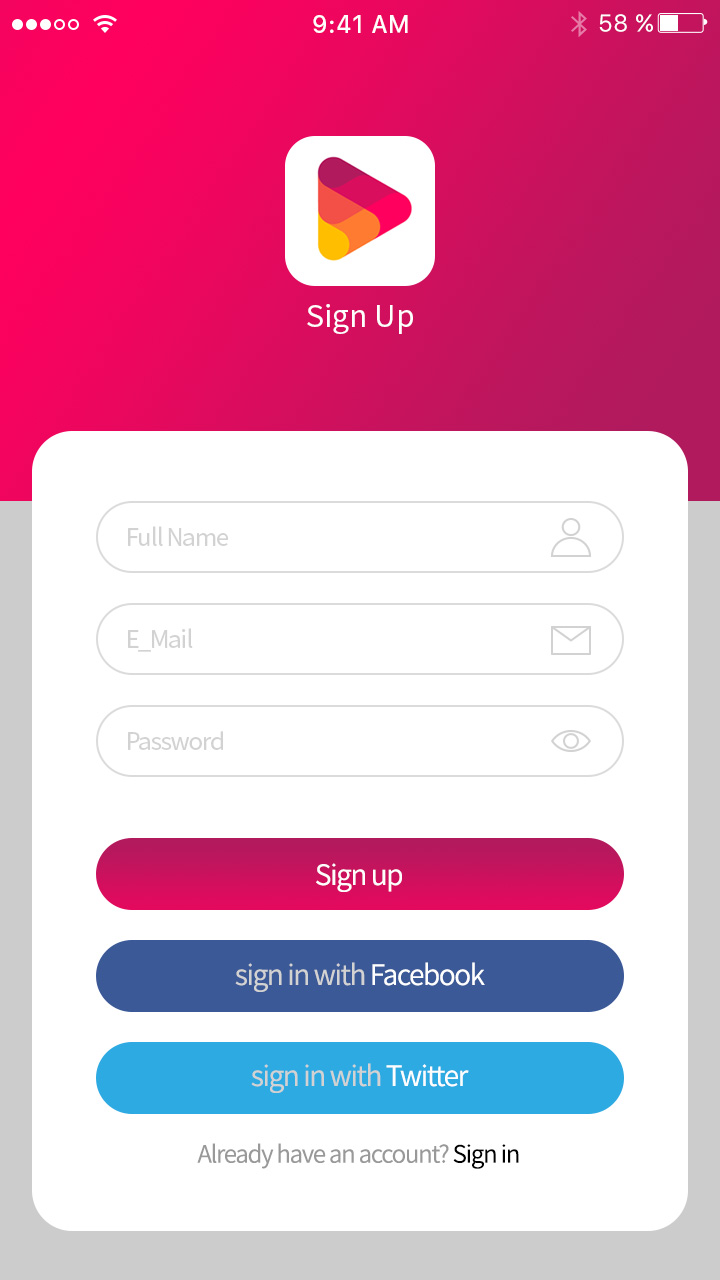 9:41 AM 58 %
Sign Up
Full Name
E_Mail
Password
Sign up
sign in with Facebook
sign in with Twitter
Already have an account? Sign in